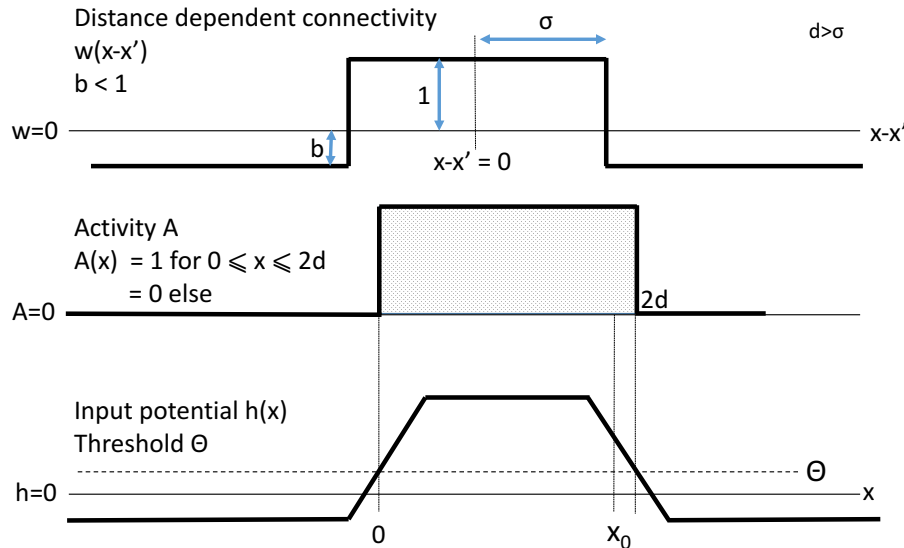 Distance dependent connectivity
w(x-x’)
b < 1
σ
d>σ
1
w=0
x-x’
b
x-x’ = 0
Activity A
A(x) = 1 for 0 ⩽ x ⩽ 2d
= 0 else
2d
A=0
Input potential h(x)
Threshold Θ
Θ
h=0
x
0
x₀